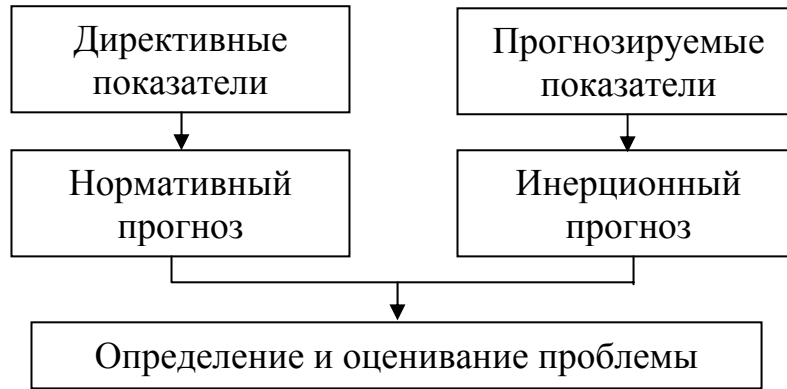 Директивные
показатели
Прогнозируемые
показатели
Нормативный
прогноз
Инерционный
прогноз
Определение и оценивание проблемы